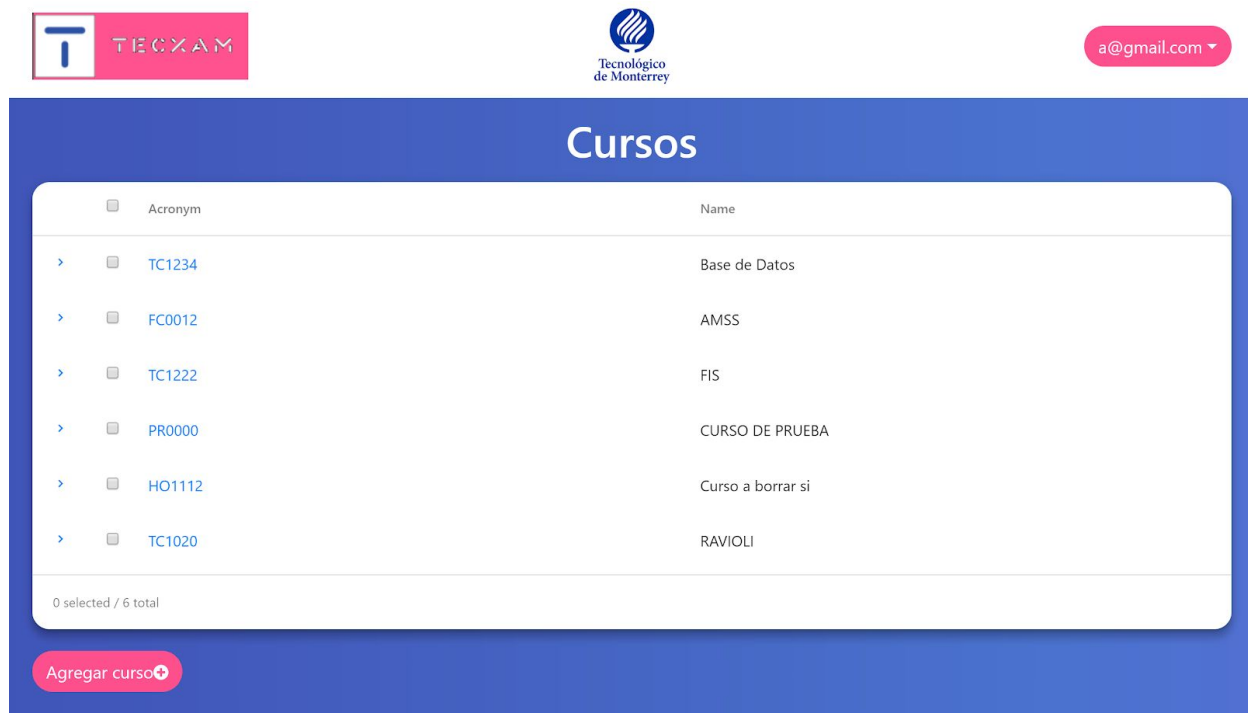 T TECXAM
Tecnológico
de Monterrey
a@gmail.com
Cursos
Acronym Name
TC1234 Base de Datos
FC0012 AMSS
TC1222 FIS
PR0000 CURSO DE PRUEBA
HO1112 Curso a borrar si
TC1020 RAVIOLI
0 selected / 6 total
Agregar curso